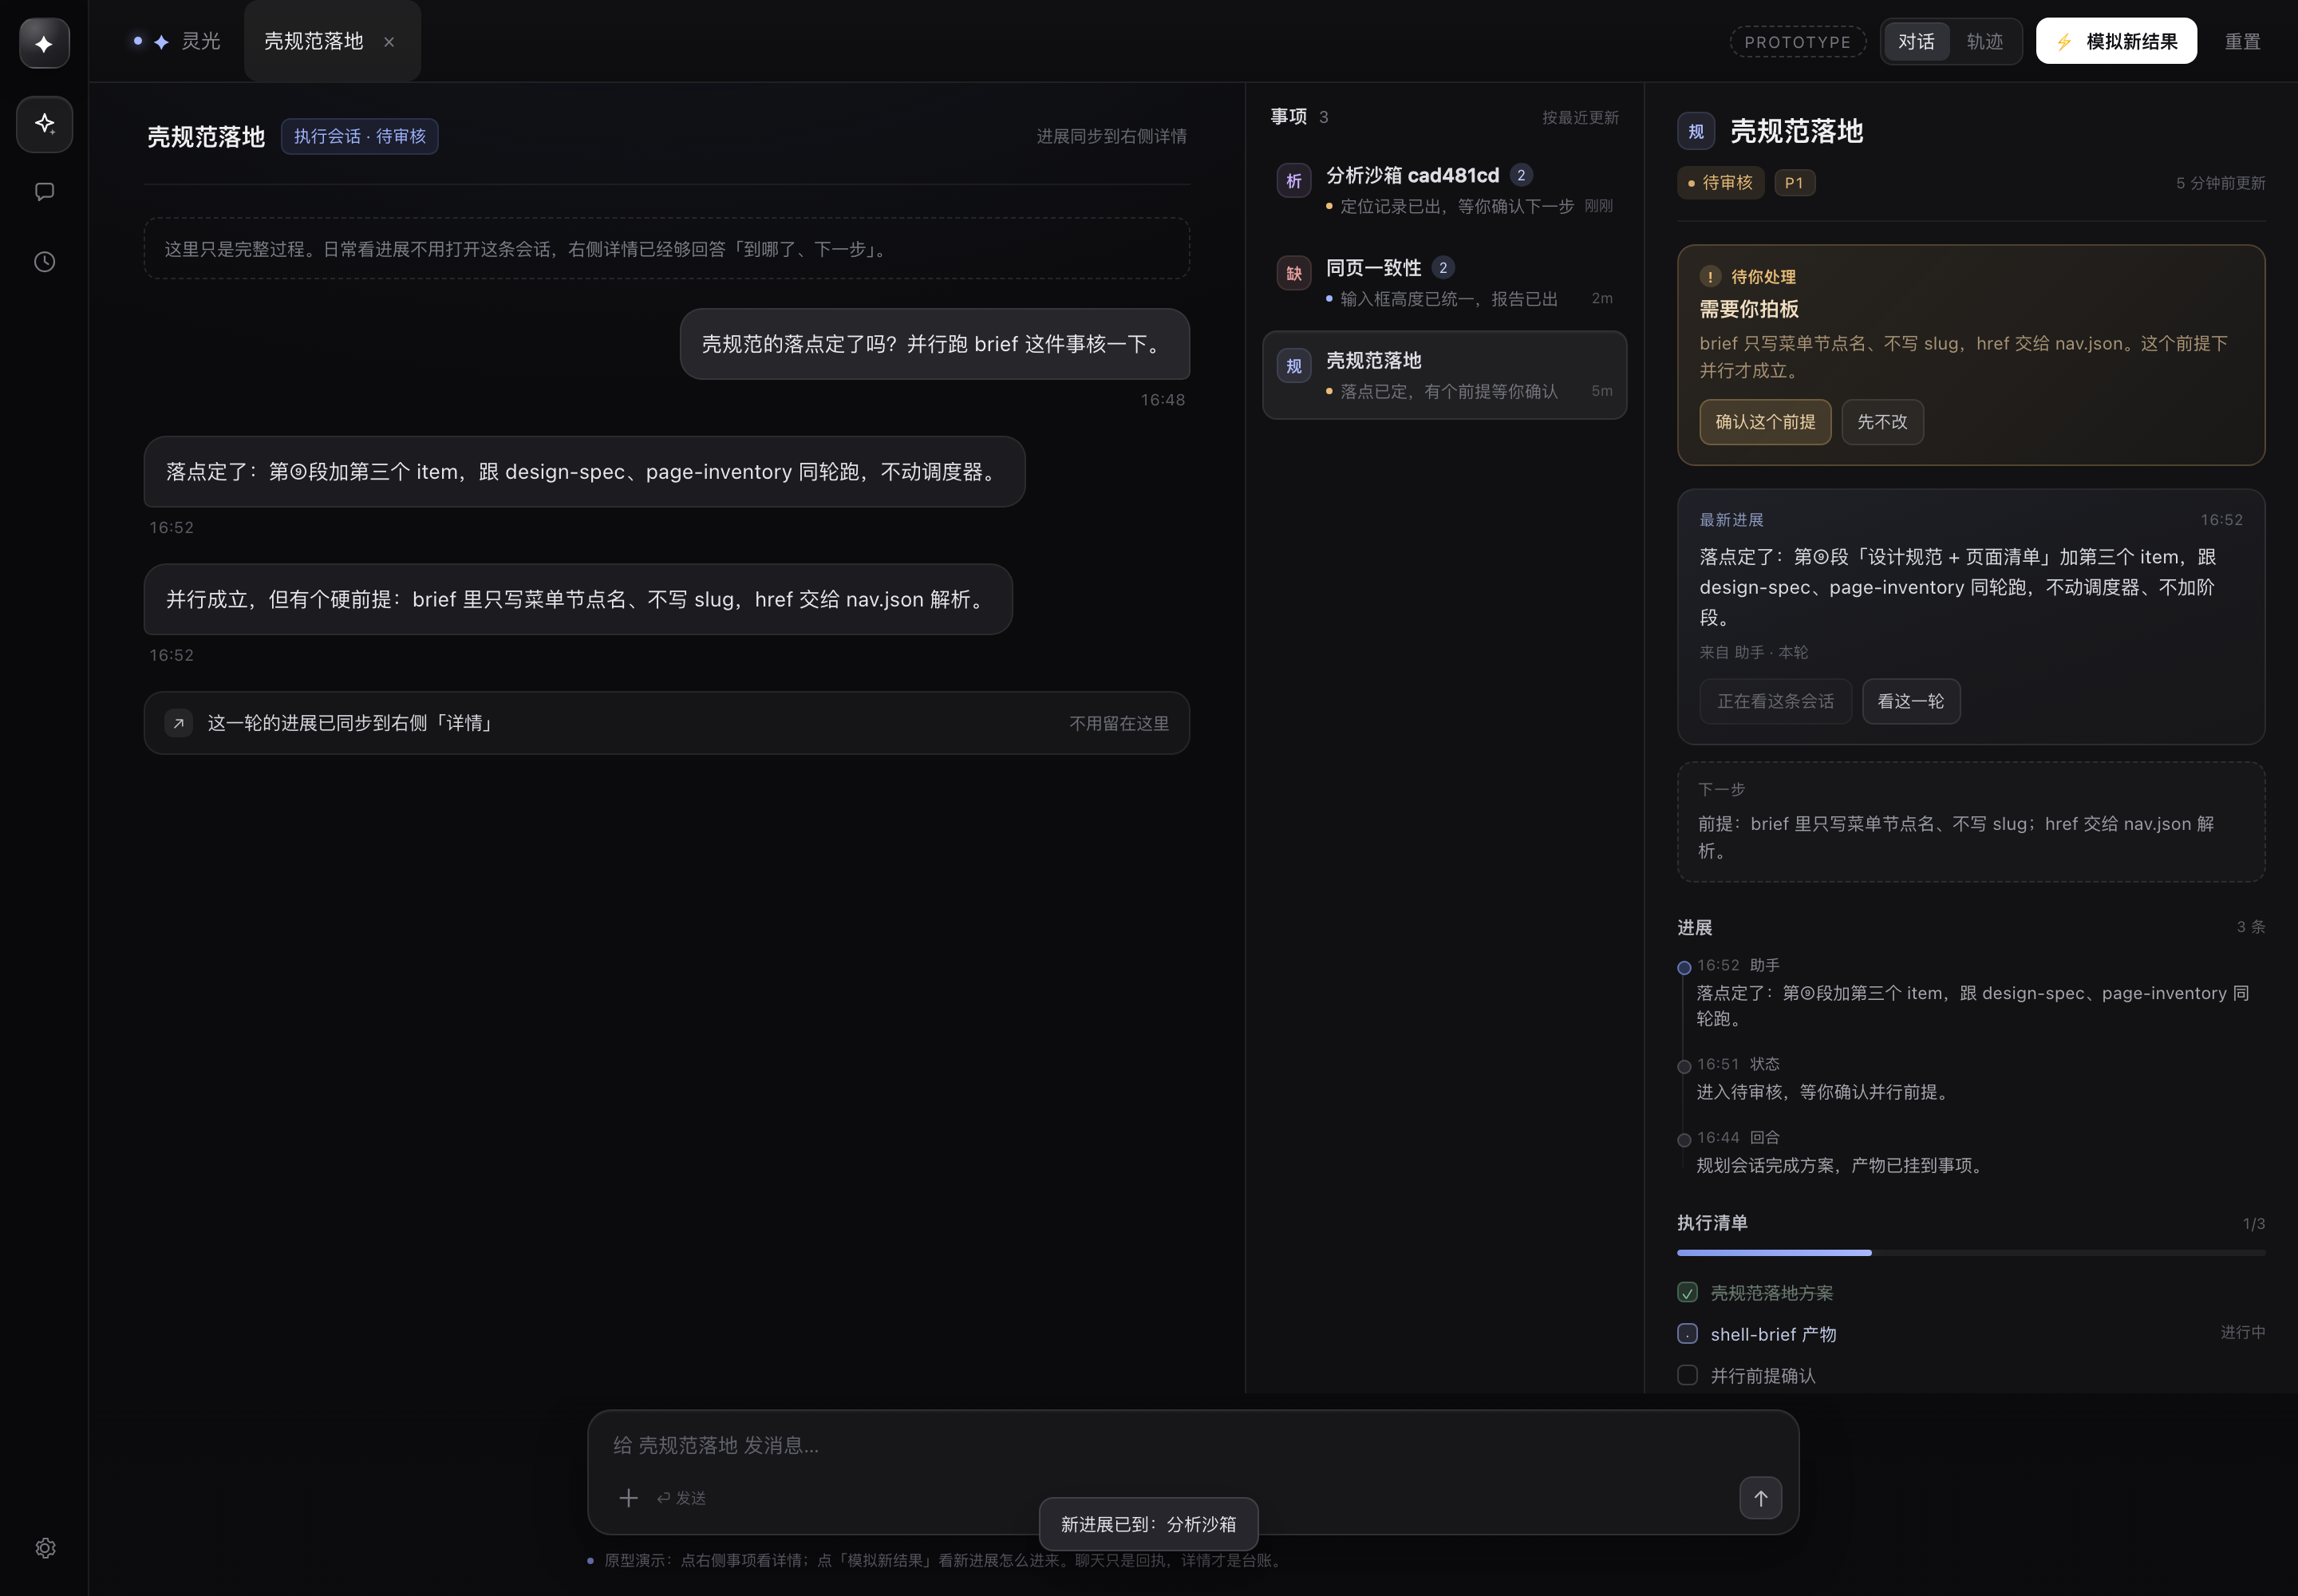 灵光
壳规范落地 ×
PROTOTYPE
对话 轨迹
⚡ 模拟新结果
重置
壳规范落地
执行会话 · 待审核
进展同步到右侧详情
这里只是完整过程。日常看进展不用打开这条会话，右侧详情已经够回答「到哪了、下一步」。
壳规范的落点定了吗？并行跑 brief 这件事核一下。
16:48
落点定了：第⑨段加第三个 item，跟 design-spec、page-inventory 同轮跑，不动调度器。
16:52
并行成立，但有个硬前提：brief 里只写菜单节点名、不写 slug，href 交给 nav.json 解析。
16:52
这一轮的进展已同步到右侧「详情」
不用留在这里
事项 3
按最近更新
析
分析沙箱 cad481cd 2
定位记录已出，等你确认下一步 刚刚
缺
同页一致性 2
输入框高度已统一，报告已出 2m
规
壳规范落地
落点已定，有个前提等你确认 5m
规
壳规范落地
待审核
P1
5 分钟前更新
! 待你处理
需要你拍板
brief 只写菜单节点名、不写 slug，href 交给 nav.json。这个前提下
并行才成立。
确认这个前提
先不改
最新进展
16:52
落点定了：第⑨段「设计规范 + 页面清单」加第三个 item，跟
design-spec、page-inventory 同轮跑，不动调度器、不加阶
段。
来自 助手 · 本轮
正在看这条会话
看这一轮
下一步
前提：brief 里只写菜单节点名、不写 slug；href 交给 nav.json 解
析。
进展
3 条
16:52 助手
落点定了：第⑨段加第三个 item，跟 design-spec、page-inventory 同
轮跑。
16:51 状态
进入待审核，等你确认并行前提。
16:44 回合
规划会话完成方案，产物已挂到事项。
执行清单
1/3
壳规范落地方案
shell-brief 产物
进行中
并行前提确认
给 壳规范落地 发消息…
⏎ 发送
新进展已到：分析沙箱
原型演示：点右侧事项看详情；点「模拟新结果」看新进展怎么进来。聊天只是回执，详情才是台账。